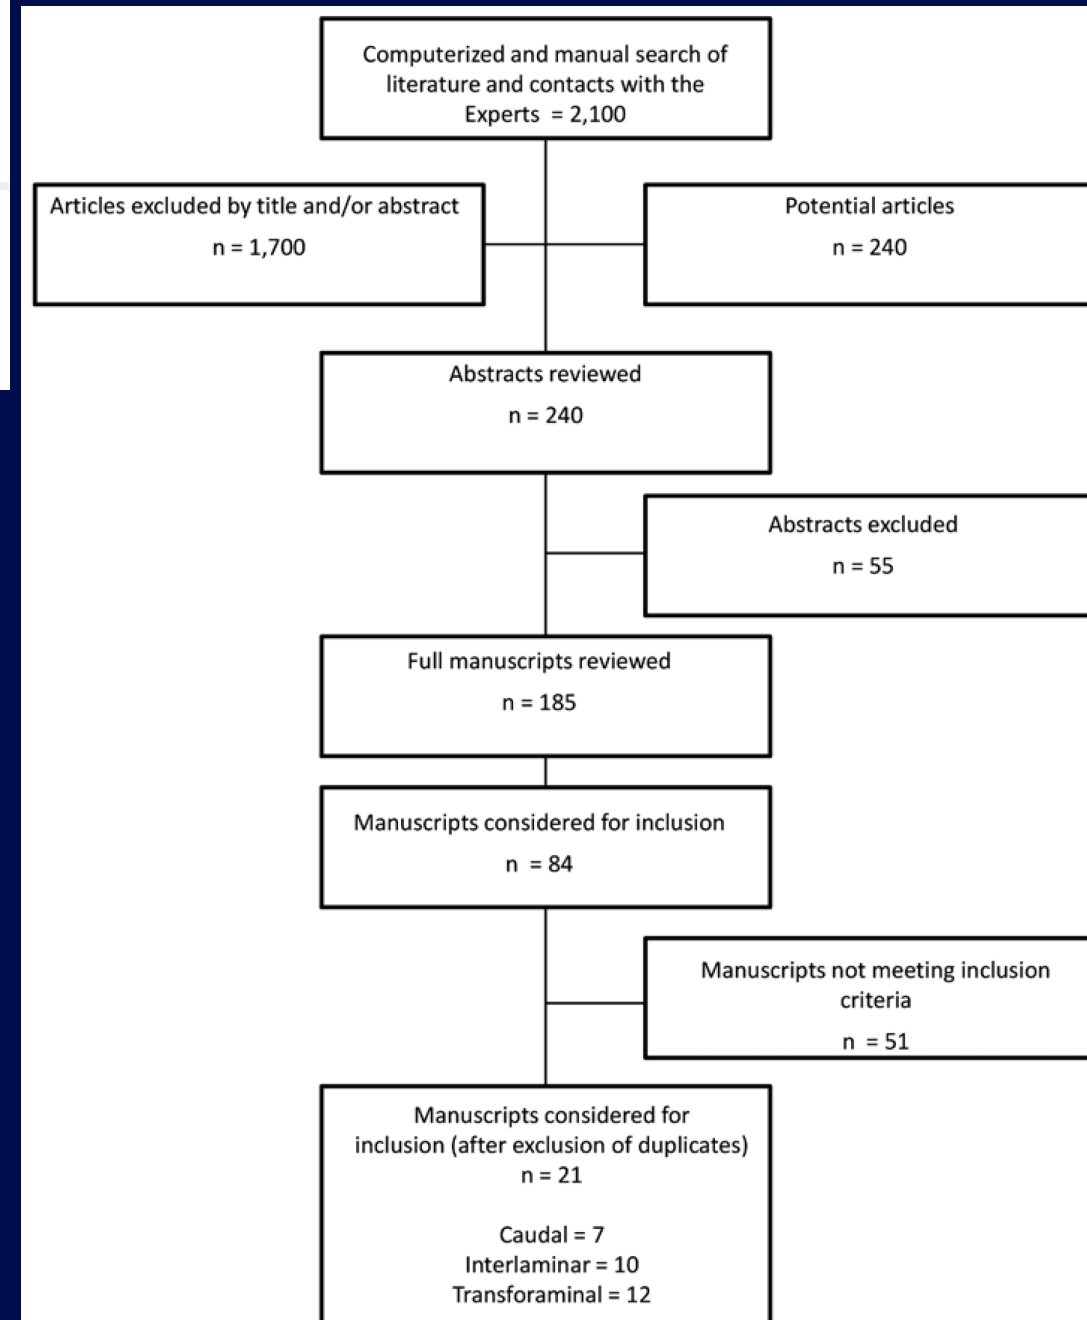 Computerized and manual search of
literature and contacts with the
Experts = 2,100
Articles excluded by title and/or abstract
n = 1,700
Potential articles
n = 240
Abstracts reviewed
n = 240
Abstracts excluded
n = 55
Full manuscripts reviewed
n = 185
Manuscripts considered for inclusion
n = 84
Manuscripts not meeting inclusion
criteria
n = 51
Manuscripts considered for
inclusion (after exclusion of duplicates)
n = 21
Caudal = 7
Interlaminar = 10
Transforaminal = 12